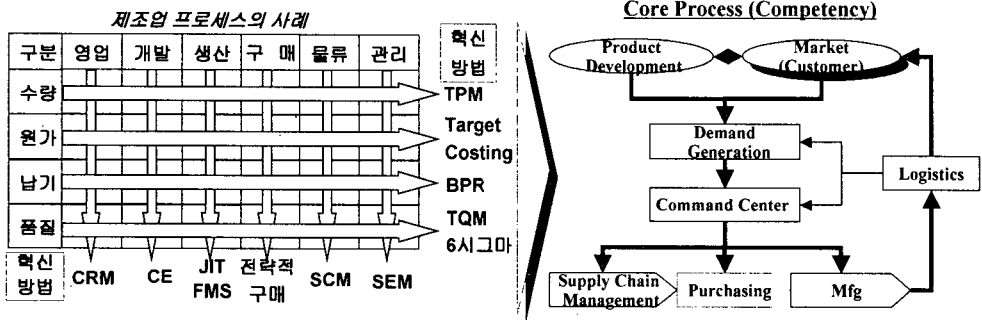 제조업 프로세스의 사례
구분 영업 개발 생산 구 매 물류 관리
혁신
방법
수량
TPM
원가
Target
Costing
납기
BPR
품질
TQM
6시그마
혁신
방법
CRM
CE
JIT
FMS
전략적
구매
SCM
SEM
Core Process (Competency)
Product
Development
Market
(Customer)
Demand
Generation
Command Center
Logistics
Supply Chain
Management
Purchasing
Mfg